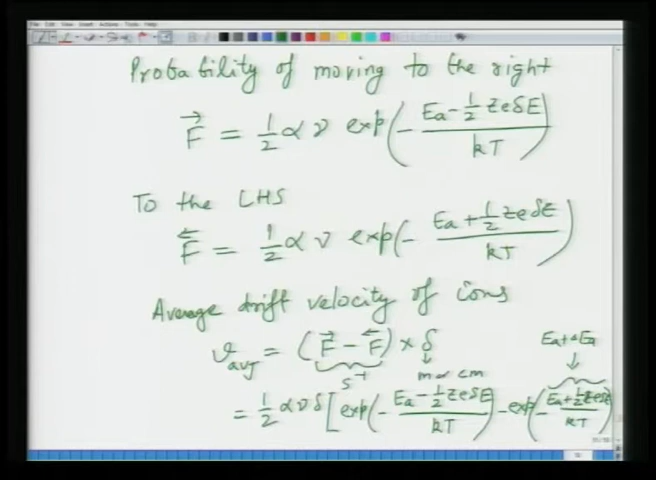 Probability of moving to the right
F⃗ = 1/2 α ν exp(- (Ea - 1/2 zeδE) / kT)
To the LHS
F⃖ = 1/2 α ν exp(- (Ea + 1/2 zeδE) / kT)
Average drift velocity of ions
v_avg = (F⃗ - F⃖) × δ
s⁻¹
m or cm
Ea+ΔEa
= 1/2 α ν δ [exp(- (Ea - 1/2 zeδE) / kT) - exp(- (Ea + 1/2 zeδE) / kT)